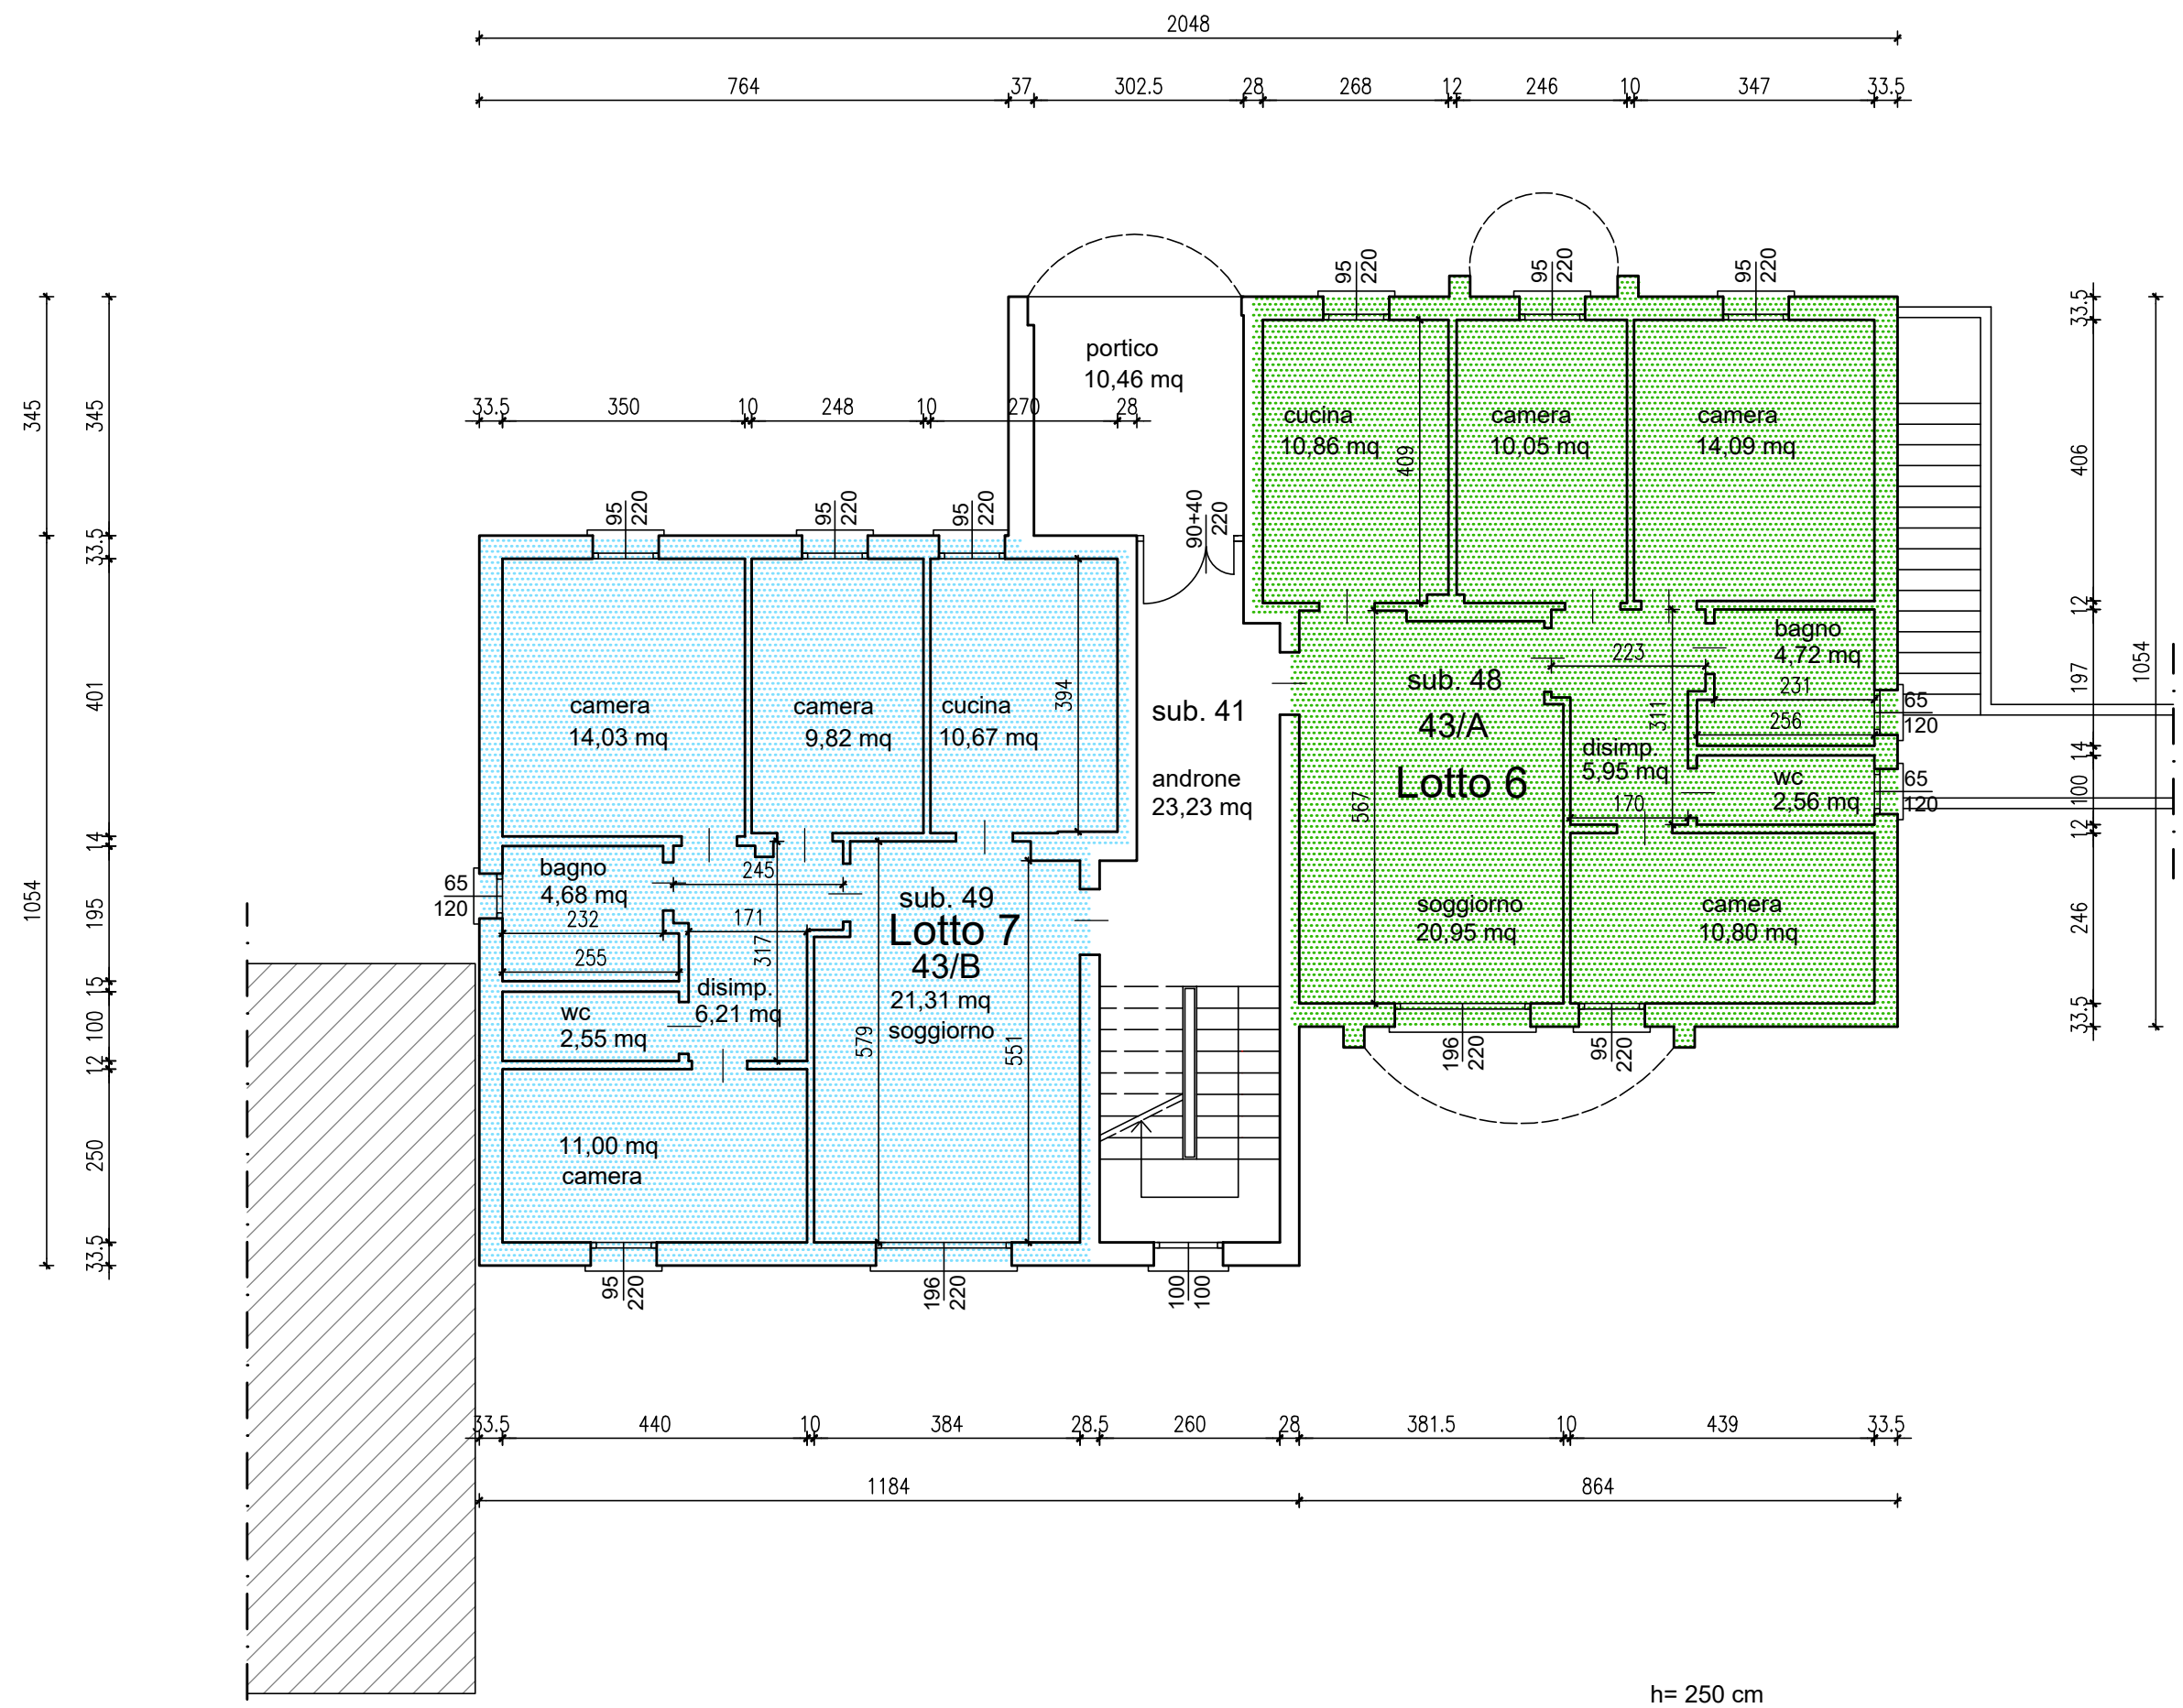 2048
764 37 302.5 28 268 12 246 10 347 33.5
95 220
95 220
95 220
portico
10,46 mq
33.5 350 10 248 10 270 28
cucina
10,86 mq
409
camera
10,05 mq
camera
14,09 mq
95 220
95 220
95 220
90+40 220
345
1054
345
33.5
401
14
195
15
100
12
250
33.5
33.5
406
12
197
14
100
12
246
33.5
1054
camera
14,03 mq
camera
9,82 mq
cucina
10,67 mq
394
sub. 41
androne
23,23 mq
sub. 48
43/A
Lotto 6
567
223
311
bagno
4,72 mq
231
256
65
120
disimp.
5,95 mq
170
wc
2,56 mq
65
120
soggiorno
20,95 mq
camera
10,80 mq
196 220
95 220
bagno
4,68 mq
65
120
232
255
245
171
317
sub. 49
Lotto 7
43/B
21,31 mq
soggiorno
579
551
disimp.
6,21 mq
wc
2,55 mq
11,00 mq
camera
95 220
196 220
100 100
33.5 440 10 384 28.5 260 28 381.5 10 439 33.5
1184 864
h= 250 cm